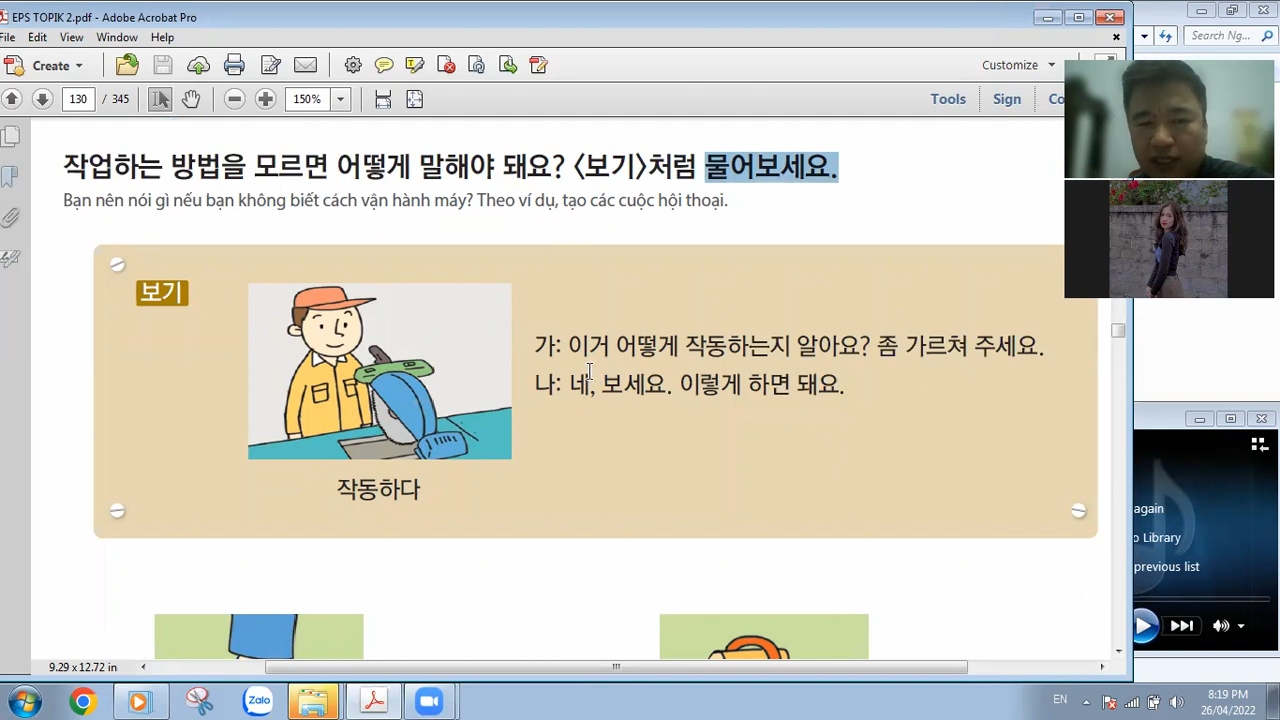 EPS TOPIK 2.pdf - Adobe Acrobat Pro
File Edit View Window Help
Search Ng...
Create
Customize
130 / 345
150%
Tools Sign Co
작업하는 방법을 모르면 어떻게 말해야 돼요? 〈보기〉처럼 물어보세요.
Bạn nên nói gì nếu bạn không biết cách vận hành máy? Theo ví dụ, tạo các cuộc hội thoại.
보기
가: 이거 어떻게 작동하는지 알아요? 좀 가르쳐 주세요.
나: 네, 보세요. 이렇게 하면 돼요.
작동하다
again
o Library
previous list
9.29 x 12.72 in
Zalo
EN
8:19 PM
26/04/2022